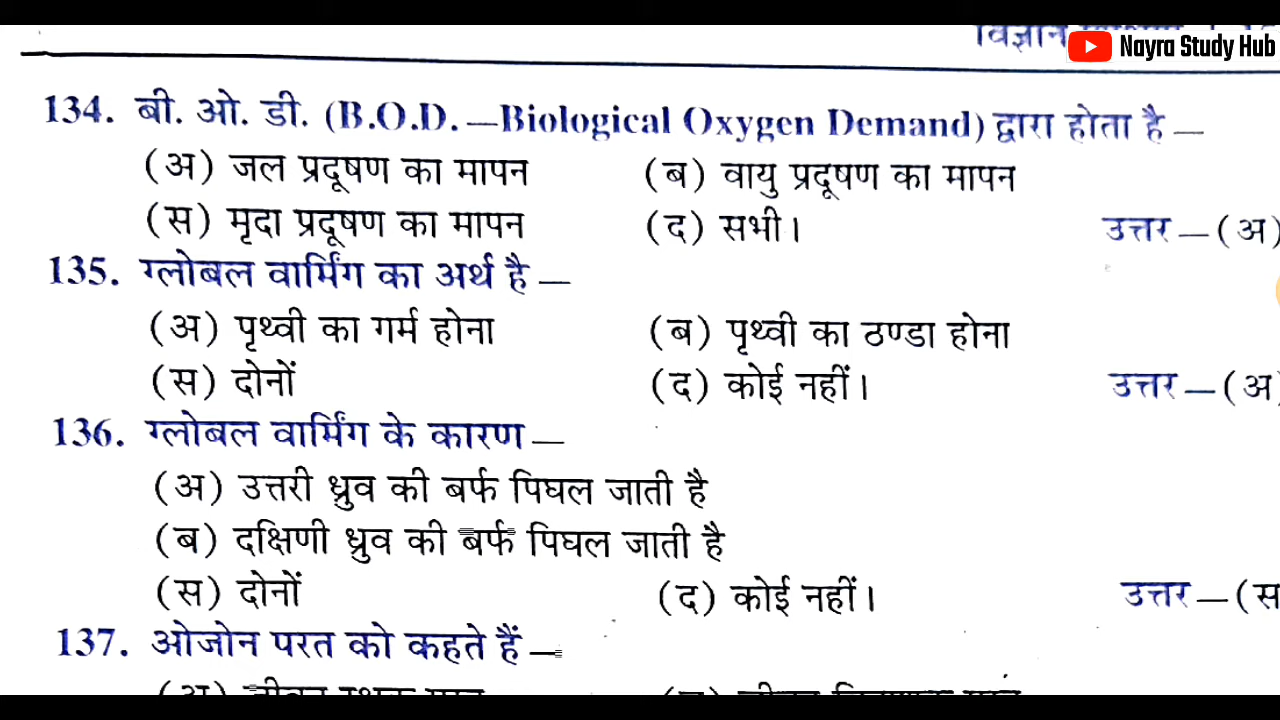 विज्ञान
Nayra Study Hub
134. बी. ओ. डी. (B.O.D.—Biological Oxygen Demand) द्वारा होता है —
(अ) जल प्रदूषण का मापन (ब) वायु प्रदूषण का मापन
(स) मृदा प्रदूषण का मापन (द) सभी। उत्तर — (अ)
135. ग्लोबल वार्मिंग का अर्थ है —
(अ) पृथ्वी का गर्म होना (ब) पृथ्वी का ठण्डा होना
(स) दोनों (द) कोई नहीं। उत्तर — (अ)
136. ग्लोबल वार्मिंग के कारण —
(अ) उत्तरी ध्रुव की बर्फ पिघल जाती है
(ब) दक्षिणी ध्रुव की बर्फ पिघल जाती है
(स) दोनों (द) कोई नहीं। उत्तर — (स
137. ओजोन परत को कहते हैं —